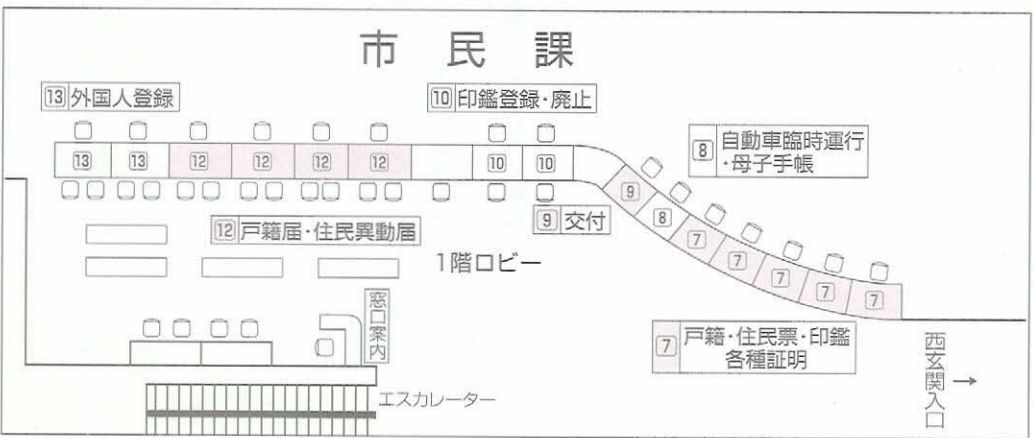 市民課
13 外国人登録
10 印鑑登録・廃止
8 自動車臨時運行
・母子手帳
13 13 12 12 12 12 10 10
9
8
7
7
7
7
7
12 戸籍届・住民異動届
9 交付
1階ロビー
窓口案内
7 戸籍・住民票・印鑑
各種証明
西玄関入口
→
エスカレーター